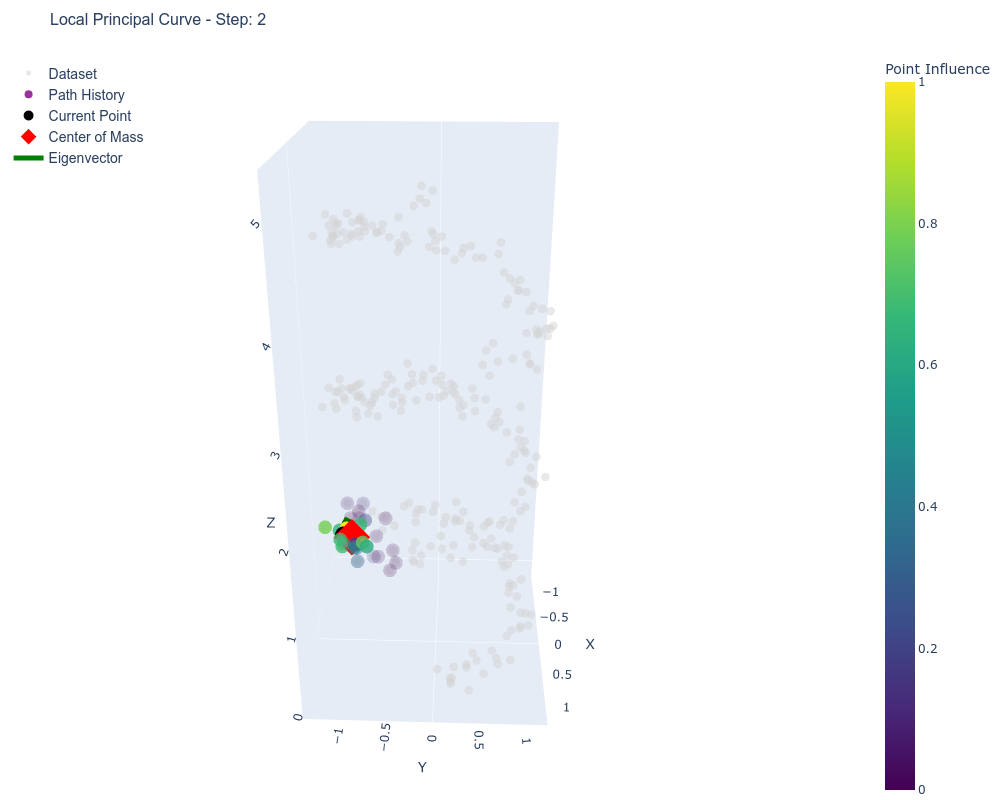 Local Principal Curve - Step: 2
Dataset
Path History
Current Point
Center of Mass
Eigenvector
Point Influence
1
0.8
0.6
0.4
0.2
0
5
4
3
Z
2
1
0
−1
−0.5
0
0.5
1
X
−1
−0.5
0
0.5
1
Y